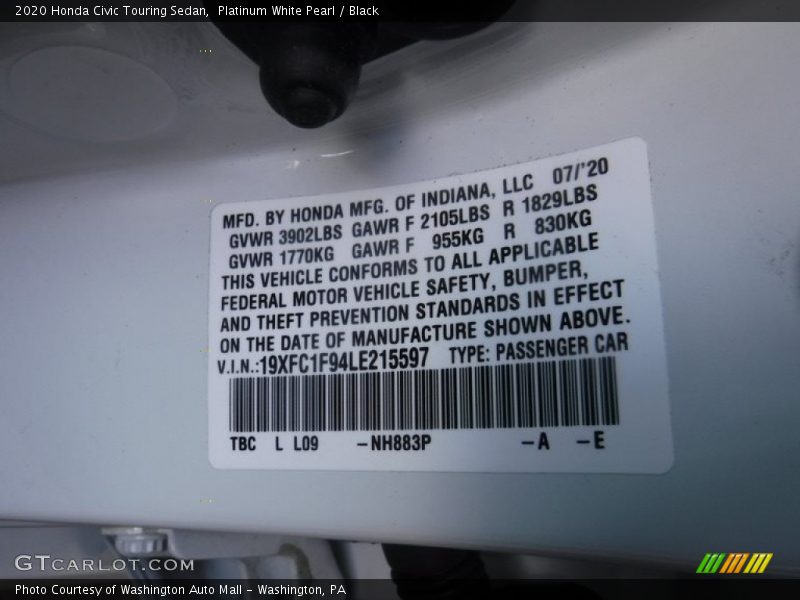 2020 Honda Civic Touring Sedan,  Platinum White Pearl / Black
MFD. BY HONDA MFG. OF INDIANA, LLC 07/'20
GVWR 3902LBS GAWR F 2105LBS R 1829LBS
GVWR 1770KG GAWR F 955KG R 830KG
THIS VEHICLE CONFORMS TO ALL APPLICABLE
FEDERAL MOTOR VEHICLE SAFETY, BUMPER,
AND THEFT PREVENTION STANDARDS IN EFFECT
ON THE DATE OF MANUFACTURE SHOWN ABOVE.
V.I.N.:19XFC1F94LE215597 TYPE: PASSENGER CAR
TBC L L09 -NH883P -A -E
GTCARLOT.COM
Photo Courtesy of Washington Auto Mall - Washington, PA